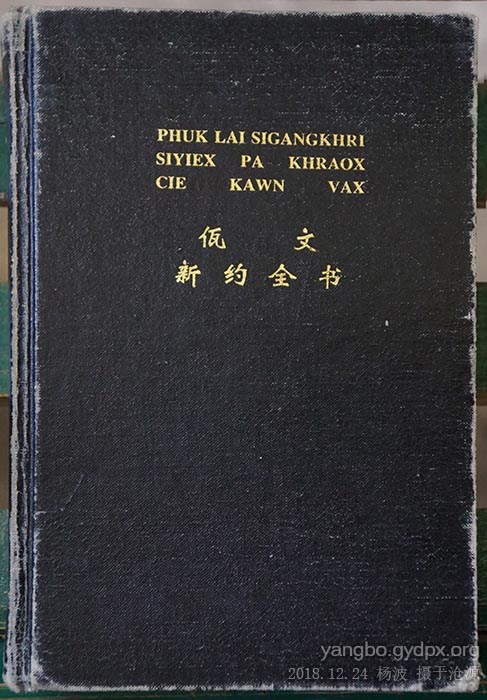 PHUK LAI SIGANGKHRI
SIYIEX PA KHRAOX
CIE KAWN VAX
佤 文
新约全书
yangbo.gydpx.org
2018.12.24 杨波 摄于沧源